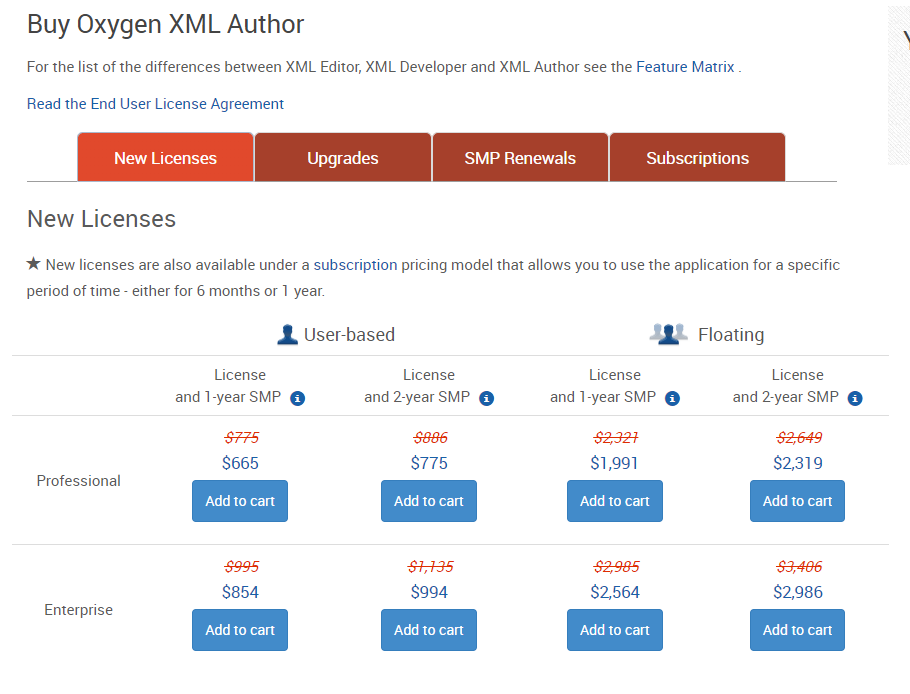 Buy Oxygen XML Author
For the list of the differences between XML Editor, XML Developer and XML Author see the Feature Matrix .
Read the End User License Agreement
New Licenses Upgrades SMP Renewals Subscriptions
New Licenses
★ New licenses are also available under a subscription pricing model that allows you to use the application for a specific
period of time - either for 6 months or 1 year.
User-based Floating
License License License License
and 1-year SMP and 2-year SMP and 1-year SMP and 2-year SMP
$775 $886 $2,321 $2,649
$665 $775 $1,991 $2,319
Professional
Add to cart Add to cart Add to cart Add to cart
$995 $1,135 $2,985 $3,406
$854 $994 $2,564 $2,986
Enterprise
Add to cart Add to cart Add to cart Add to cart